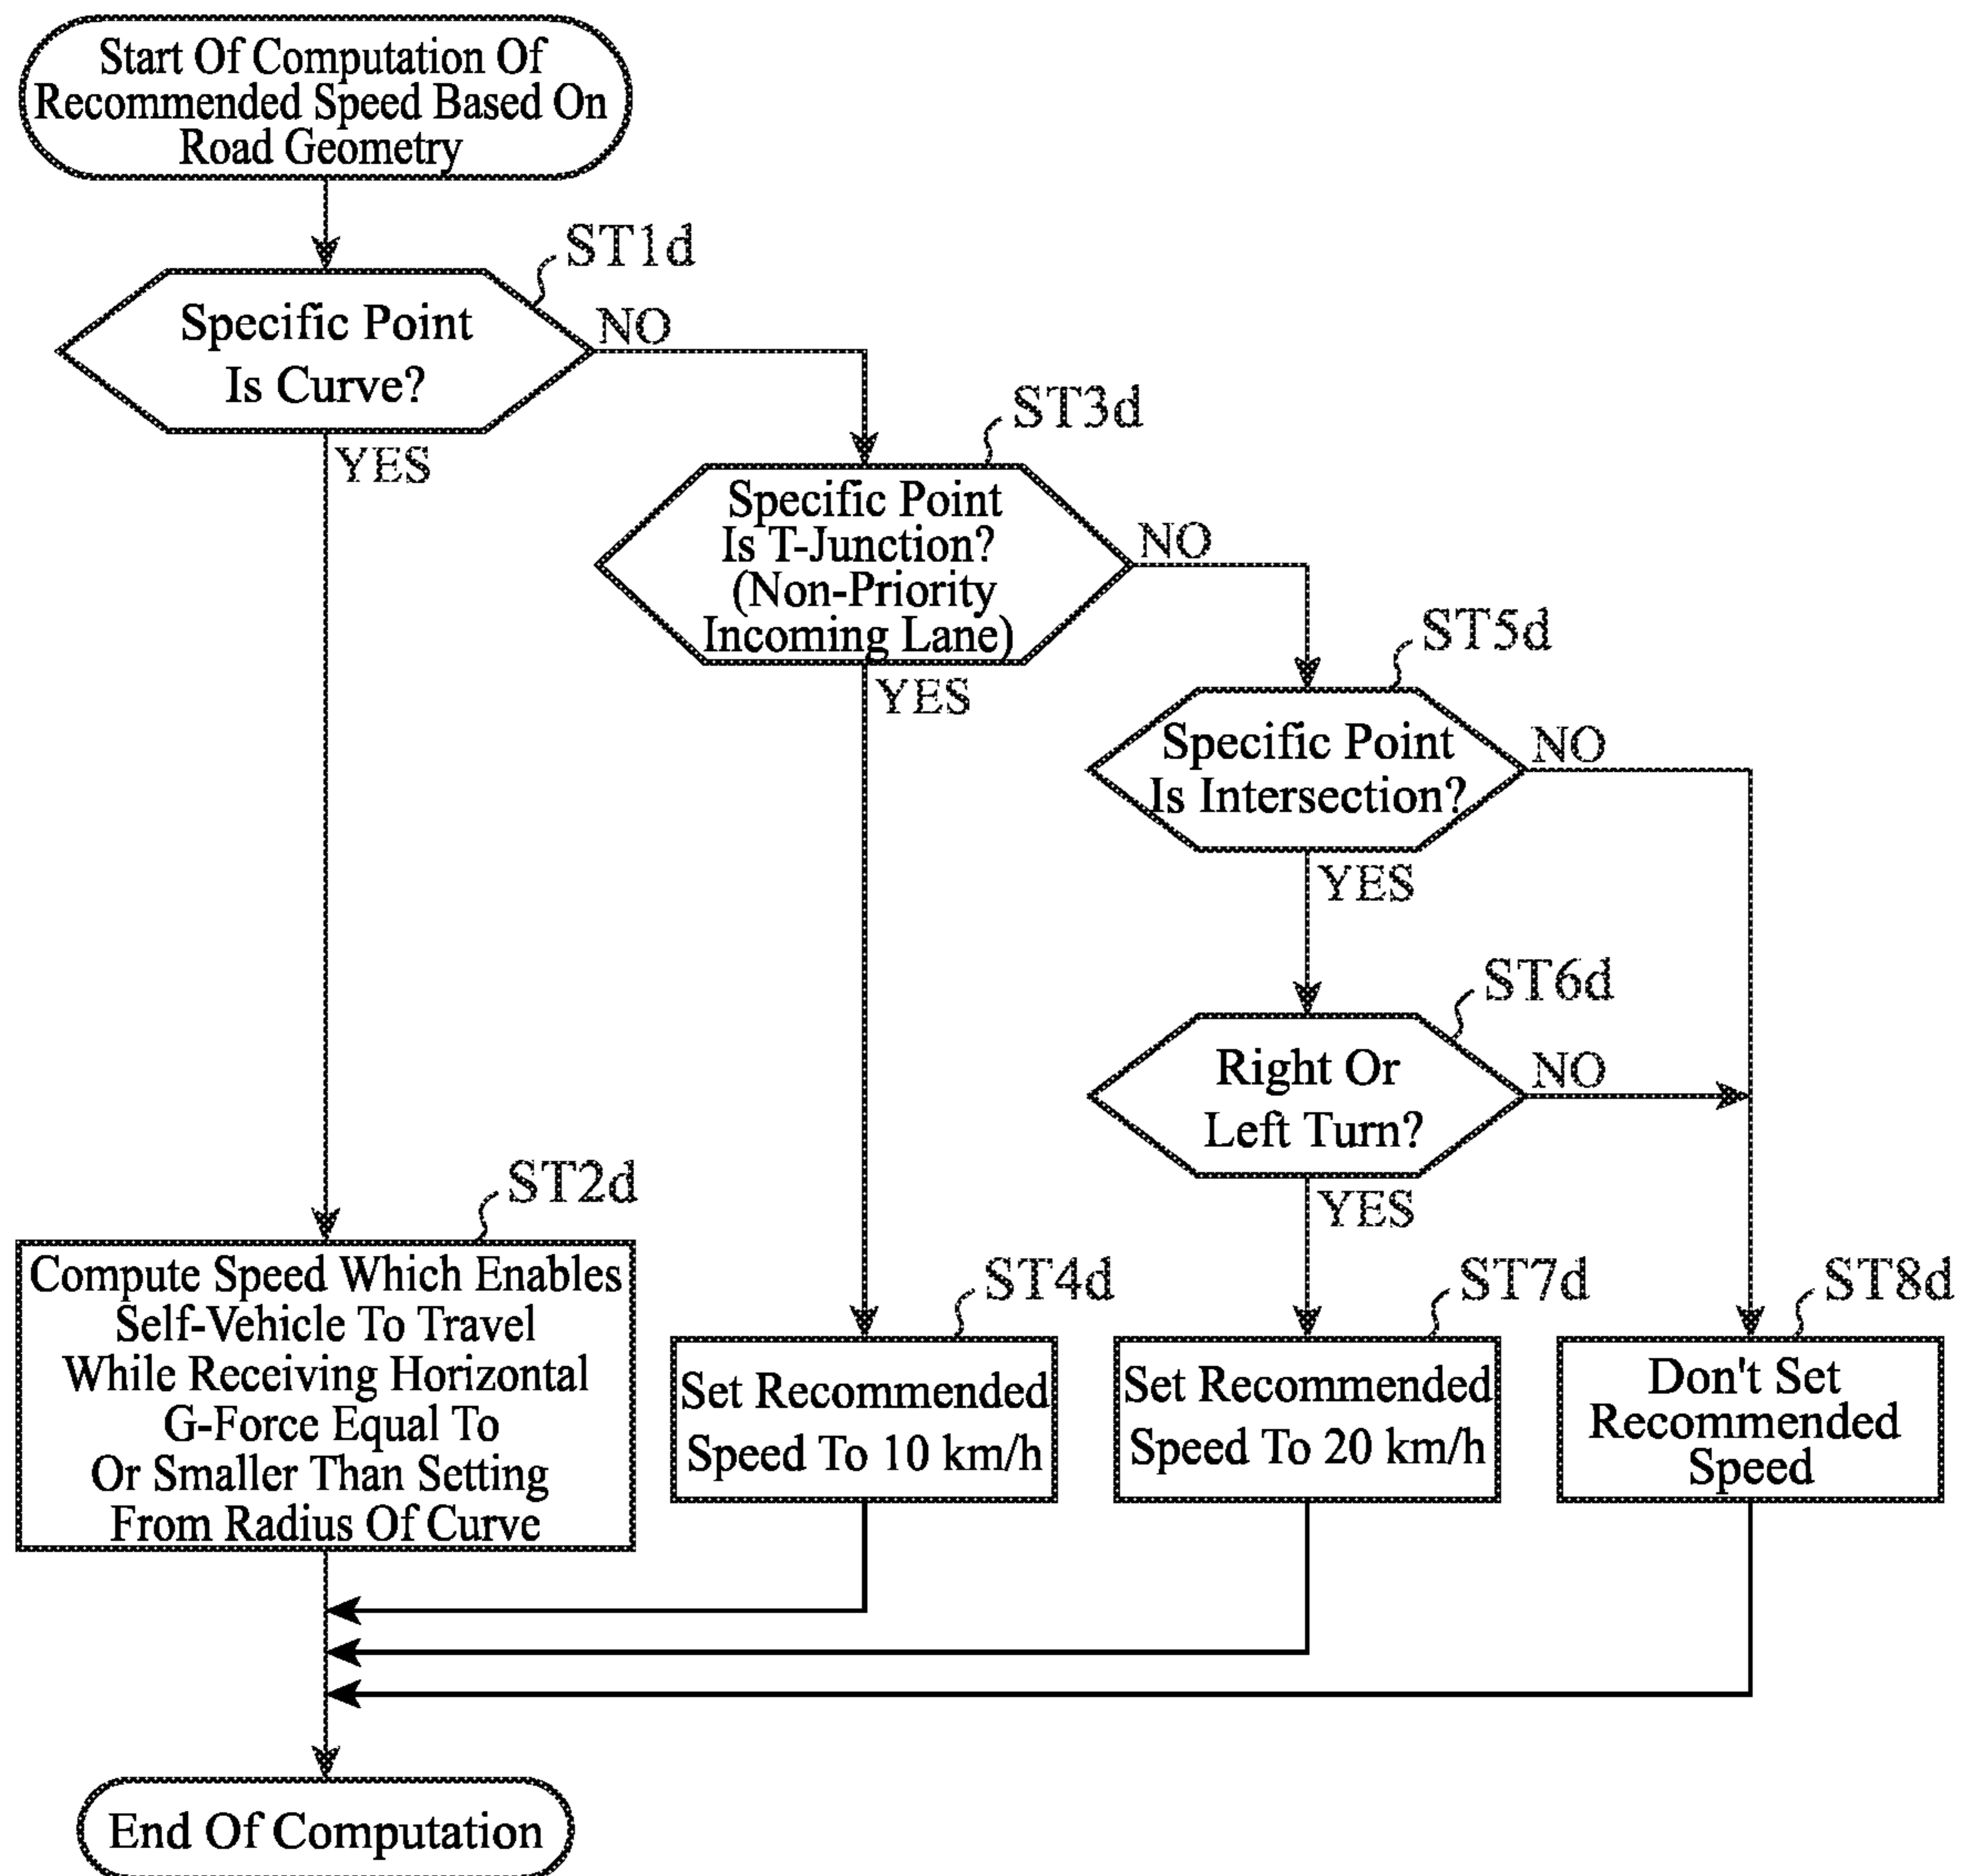 Start Of Computation Of
Recommended Speed Based On
Road Geometry
ST1d
Specific Point
Is Curve?
NO
YES
ST3d
Specific Point
Is T-Junction?
(Non-Priority
Incoming Lane)
NO
YES
ST5d
Specific Point
Is Intersection?
NO
YES
ST6d
Right Or
Left Turn?
NO
YES
ST2d
Compute Speed Which Enables
Self-Vehicle To Travel
While Receiving Horizontal
G-Force Equal To
Or Smaller Than Setting
From Radius Of Curve
ST4d
Set Recommended
Speed To 10 km/h
ST7d
Set Recommended
Speed To 20 km/h
ST8d
Don't Set
Recommended
Speed
End Of Computation